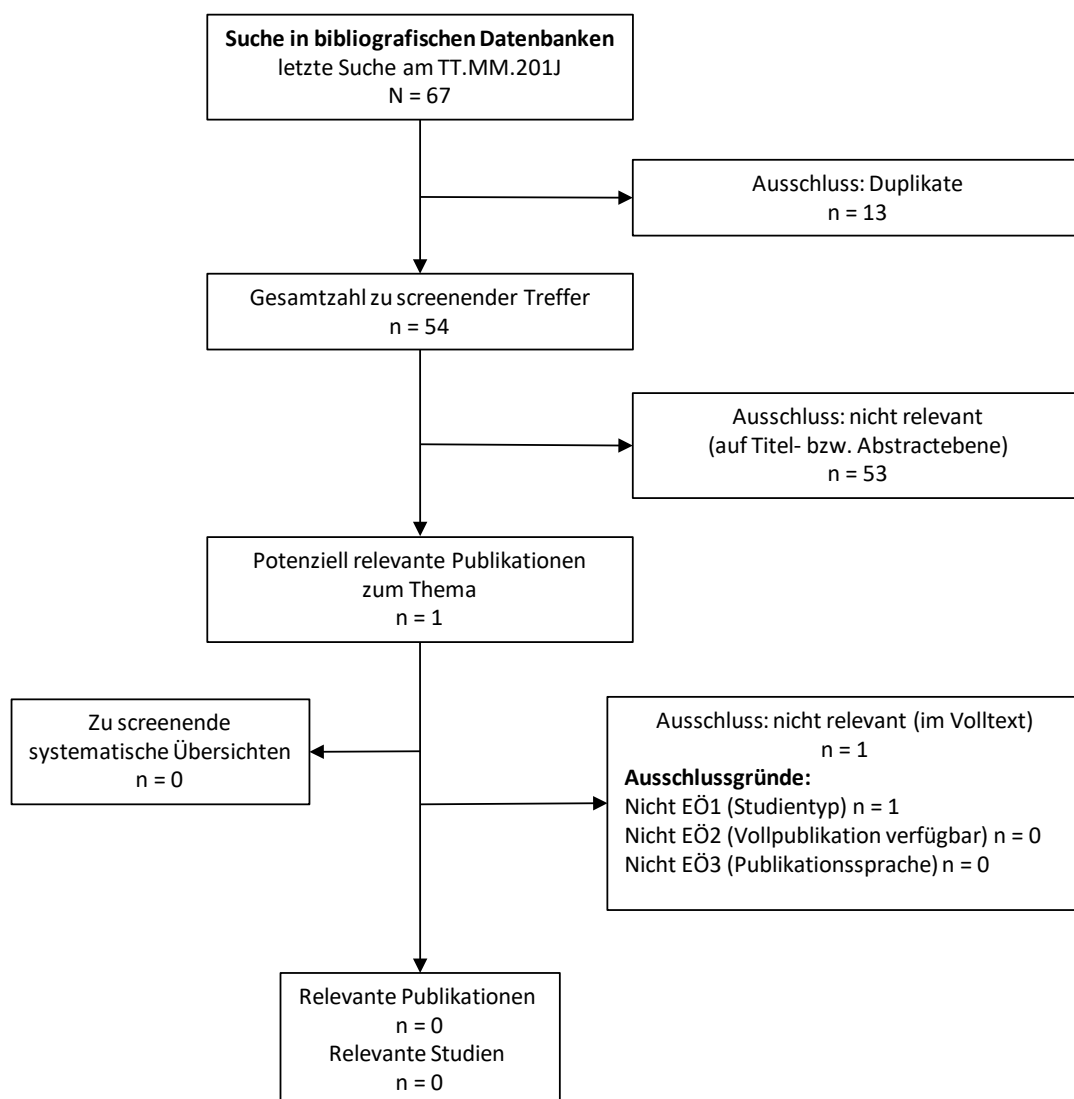 Suche in bibliografischen Datenbanken
letzte Suche am TT.MM.201J
N = 67
Ausschluss: Duplikate
n = 13
Gesamtzahl zu screenender Treffer
n = 54
Ausschluss: nicht relevant
(auf Titel- bzw. Abstractebene)
n = 53
Potenziell relevante Publikationen
zum Thema
n = 1
Zu screenende
systematische Übersichten
n = 0
Ausschluss: nicht relevant (im Volltext)
n = 1
Ausschlussgründe:
Nicht EÖ1 (Studientyp) n = 1
Nicht EÖ2 (Vollpublikation verfügbar) n = 0
Nicht EÖ3 (Publikationssprache) n = 0
Relevante Publikationen
n = 0
Relevante Studien
n = 0